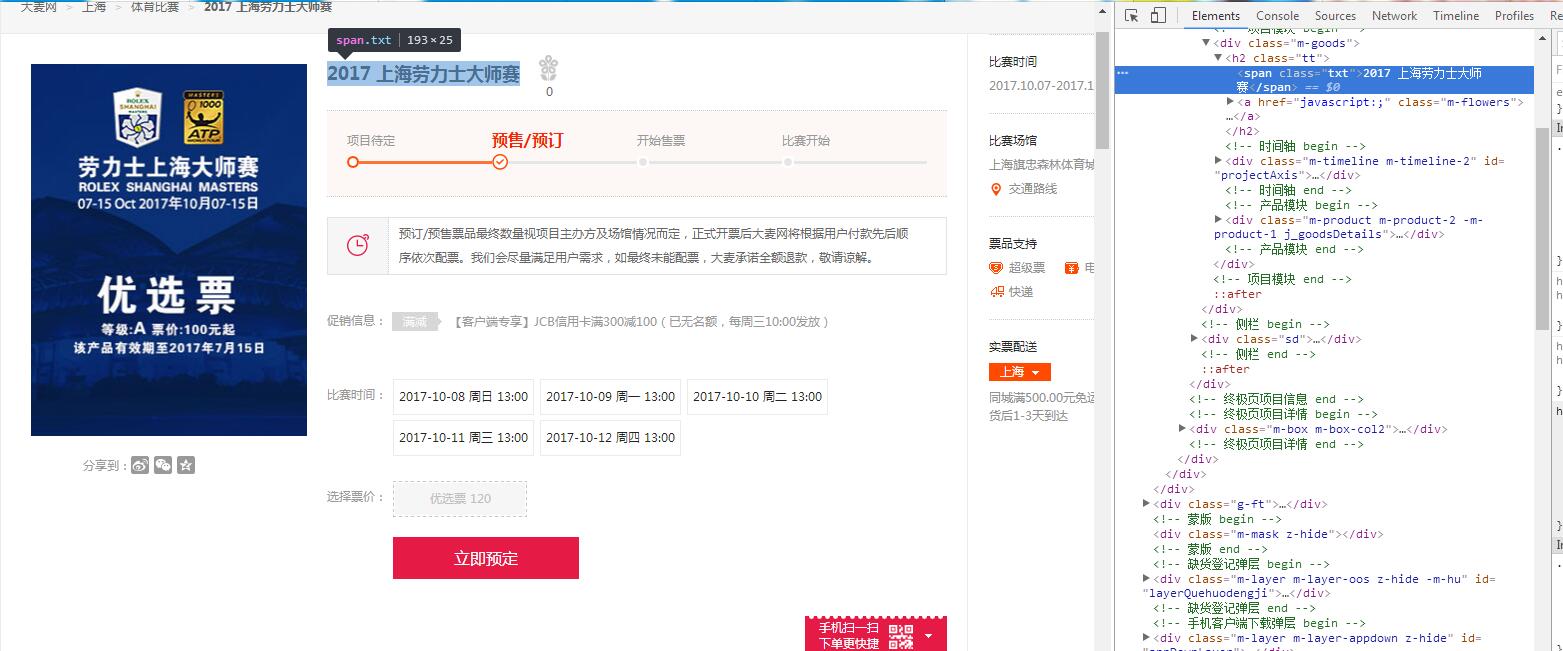 大麦网 > 上海 > 体育比赛 > 2017 上海劳力士大师赛
span.txt | 193 × 25
2017 上海劳力士大师赛
0
ROLEX
SHANGHAI
MASTERS
MASTERS
1000
ATP
劳力士上海大师赛
ROLEX SHANGHAI MASTERS
07-15 Oct 2017年10月07-15日
优选票
等级:A 票价:100元起
该产品有效期至2017年7月15日
分享到：
项目待定
预售/预订
开始售票
比赛开始
预订/预售票品最终数量视项目主办方及场馆情况而定，正式开票后大麦网将根据用户付款先后顺
序依次配票。我们会尽量满足用户需求，如最终未能配票，大麦承诺全额退款，敬请谅解。
促销信息： 满减 【客户端专享】JCB信用卡满300减100（已无名额，每周三10:00发放）
比赛时间： 2017-10-08 周日 13:00 2017-10-09 周一 13:00 2017-10-10 周二 13:00
2017-10-11 周三 13:00 2017-10-12 周四 13:00
选择票价： 优选票 120
立即预定
手机扫一扫
下单更快捷
比赛时间
2017.10.07-2017.1
比赛场馆
上海旗忠森林体育城
交通路线
票品支持
超级票 电
快递
实票配送
上海
同城满500.00元免运
货后1-3天到达
Elements Console Sources Network Timeline Profiles Re
<!-- 项目模块 begin -->
<div class="m-goods">
<h2 class="tt">
<span class="txt">2017 上海劳力士大师
赛</span> == $0
<a href="javascript:;" class="m-flowers">
…</a>
</h2>
<!-- 时间轴 begin -->
<div class="m-timeline m-timeline-2" id=
"projectAxis">…</div>
<!-- 时间轴 end -->
<!-- 产品模块 begin -->
<div class="m-product m-product-2 -m-
product-1 j_goodsDetails">…</div>
<!-- 产品模块 end -->
</div>
<!-- 项目模块 end -->
::after
</div>
<!-- 侧栏 begin -->
<div class="sd">…</div>
<!-- 侧栏 end -->
::after
</div>
<!-- 终极页项目信息 end -->
<!-- 终极页项目详情 begin -->
<div class="m-box m-box-col2">…</div>
<!-- 终极页项目详情 end -->
</div>
</div>
</div>
<div class="g-ft">…</div>
<!-- 蒙版 begin -->
<div class="m-mask z-hide"></div>
<!-- 蒙版 end -->
<!-- 缺货登记弹层 begin -->
<div class="m-layer m-layer-oos z-hide -m-hu" id=
"layerQuehuodengji">…</div>
<!-- 缺货登记弹层 end -->
<!-- 手机客户端下载弹层 begin -->
<div class="m-layer m-layer-appdown z-hide" id=